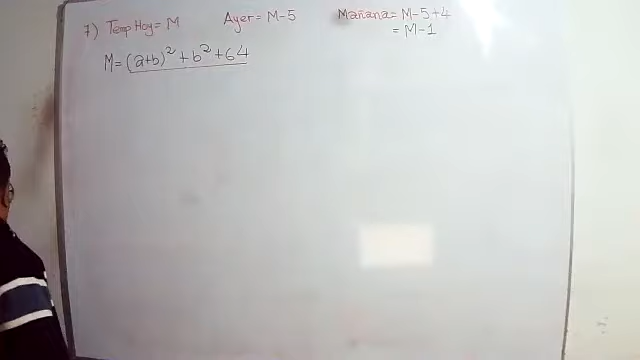 7) Temp Hoy = M Ayer = M-5 Mañana = M-5+4
= M-1
M = (a+b)² + b² + 64